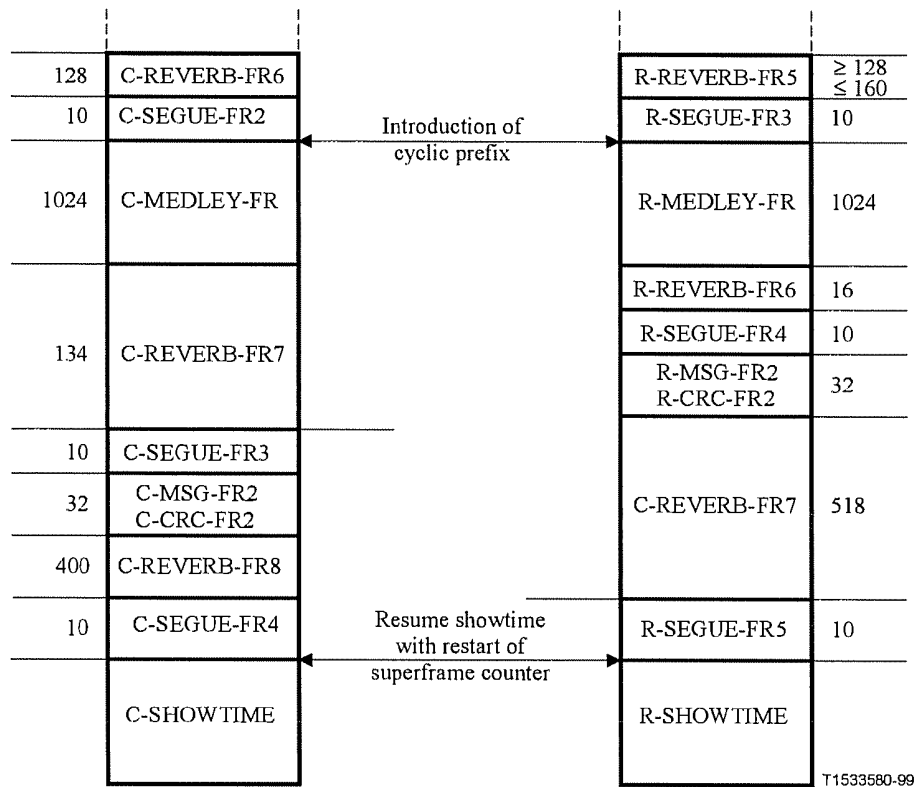 128 C-REVERB-FR6 R-REVERB-FR5 ≥ 128
≤ 160
10 C-SEGUE-FR2 R-SEGUE-FR3 10
Introduction of
cyclic prefix
1024 C-MEDLEY-FR R-MEDLEY-FR 1024
R-REVERB-FR6 16
R-SEGUE-FR4 10
134 C-REVERB-FR7
R-MSG-FR2
R-CRC-FR2 32
10 C-SEGUE-FR3
32 C-MSG-FR2
C-CRC-FR2
C-REVERB-FR7 518
400 C-REVERB-FR8
10 C-SEGUE-FR4 R-SEGUE-FR5 10
Resume showtime
with restart of
superframe counter
C-SHOWTIME R-SHOWTIME
T1533580-99